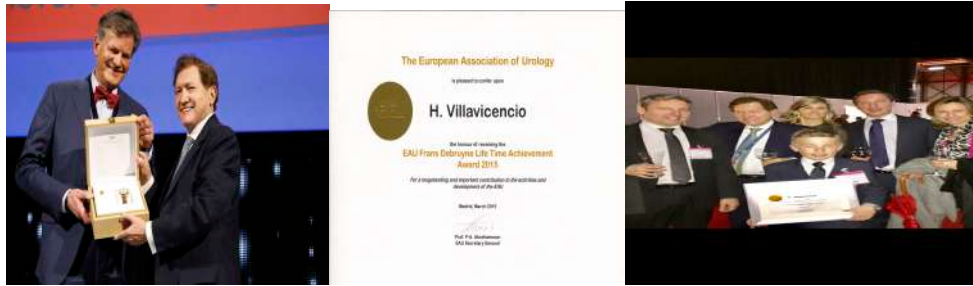 The European Association of Urology
is pleased to confer upon
H. Villavicencio
the honour of receiving the
EAU Frans Debruyne Life Time Achievement
Award 2015
For a longstanding and important contribution to the activities and
development of the EAU
Madrid, March 2015
Prof. P.A. Abrahamsson
EAU Secretary General